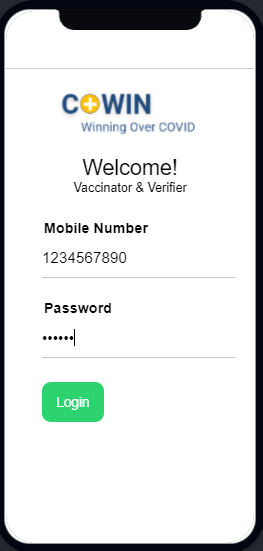 COWIN
Winning Over COVID
Welcome!
Vaccinator & Verifier
Mobile Number
1234567890
Password
••••••
Login